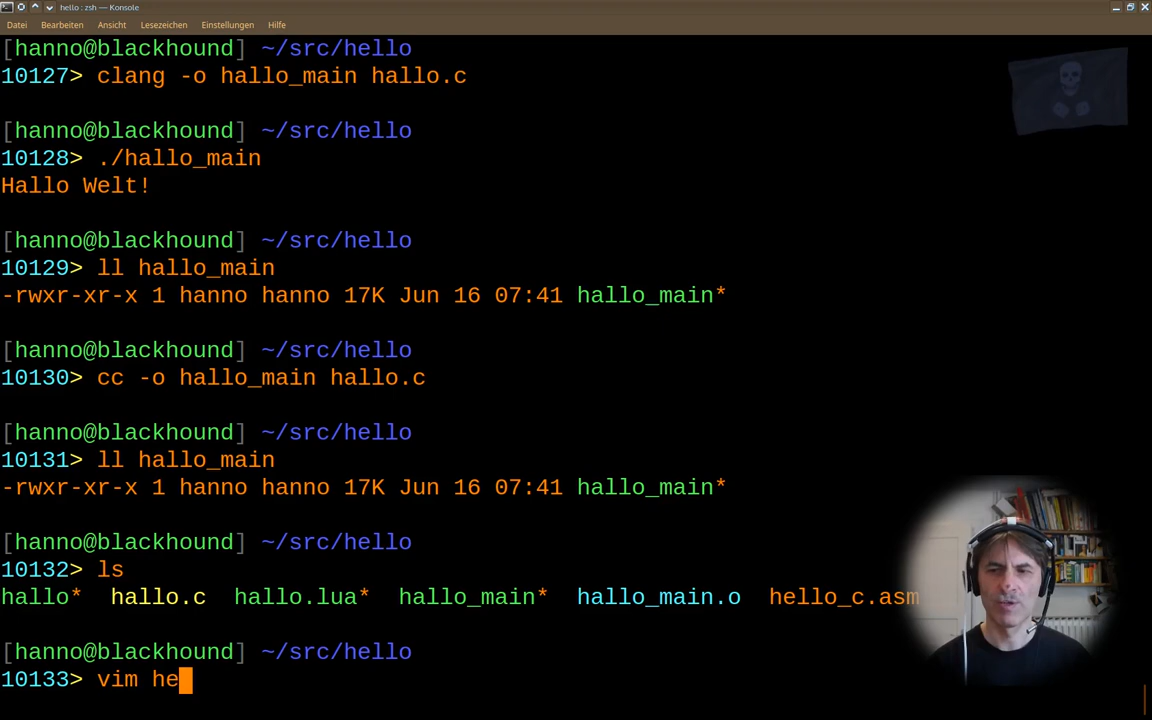 hello : zsh — Konsole
Datei Bearbeiten Ansicht Lesezeichen Einstellungen Hilfe
[hanno@blackhound] ~/src/hello
10127> clang -o hallo_main hallo.c
[hanno@blackhound] ~/src/hello
10128> ./hallo_main
Hallo Welt!
[hanno@blackhound] ~/src/hello
10129> ll hallo_main
-rwxr-xr-x 1 hanno hanno 17K Jun 16 07:41 hallo_main*
[hanno@blackhound] ~/src/hello
10130> cc -o hallo_main hallo.c
[hanno@blackhound] ~/src/hello
10131> ll hallo_main
-rwxr-xr-x 1 hanno hanno 17K Jun 16 07:41 hallo_main*
[hanno@blackhound] ~/src/hello
10132> ls
hallo* hallo.c hallo.lua* hallo_main* hallo_main.o hello_c.asm
[hanno@blackhound] ~/src/hello
10133> vim he